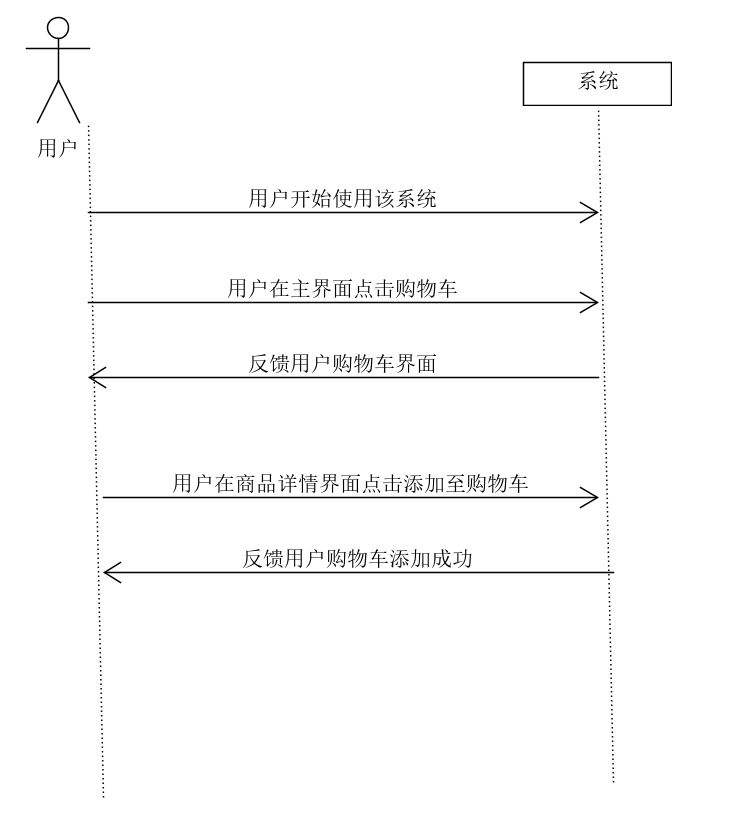 系统
用户
用户开始使用该系统
用户在主界面点击购物车
反馈用户购物车界面
用户在商品详情界面点击添加至购物车
反馈用户购物车添加成功